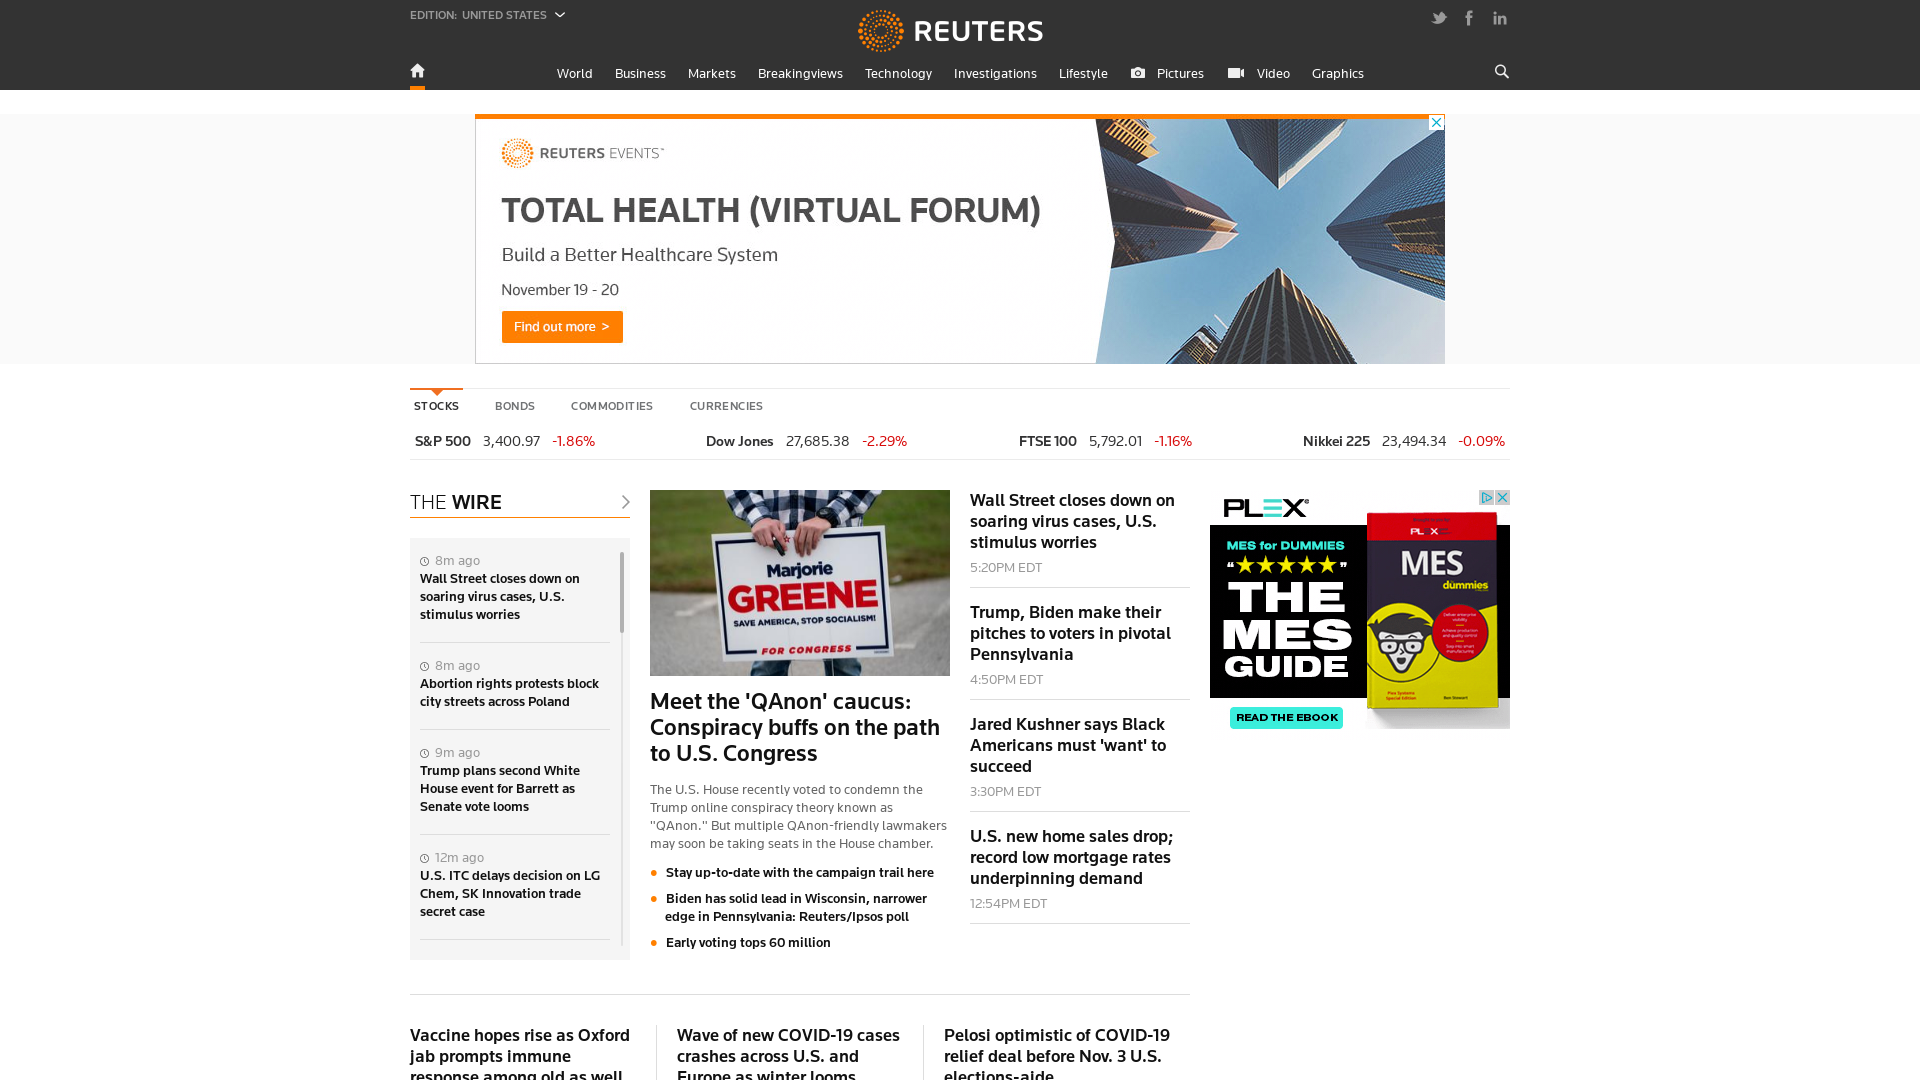 EDITION: UNITED STATES
REUTERS
World Business Markets Breakingviews Technology Investigations Lifestyle Pictures Video Graphics
REUTERS EVENTS™
TOTAL HEALTH (VIRTUAL FORUM)
Build a Better Healthcare System
November 19 - 20
Find out more >
STOCKS BONDS COMMODITIES CURRENCIES
S&P 500 3,400.97 -1.86% Dow Jones 27,685.38 -2.29% FTSE 100 5,792.01 -1.16% Nikkei 225 23,494.34 -0.09%
THE WIRE
8m ago
Wall Street closes down on
soaring virus cases, U.S.
stimulus worries
8m ago
Abortion rights protests block
city streets across Poland
9m ago
Trump plans second White
House event for Barrett as
Senate vote looms
12m ago
U.S. ITC delays decision on LG
Chem, SK Innovation trade
secret case
Marjorie
GREENE
SAVE AMERICA, STOP SOCIALISM!
FOR CONGRESS
Meet the 'QAnon' caucus:
Conspiracy buffs on the path
to U.S. Congress
The U.S. House recently voted to condemn the
Trump online conspiracy theory known as
"QAnon." But multiple QAnon-friendly lawmakers
may soon be taking seats in the House chamber.
Stay up-to-date with the campaign trail here
Biden has solid lead in Wisconsin, narrower
edge in Pennsylvania: Reuters/Ipsos poll
Early voting tops 60 million
Wall Street closes down on
soaring virus cases, U.S.
stimulus worries
5:20PM EDT
Trump, Biden make their
pitches to voters in pivotal
Pennsylvania
4:50PM EDT
Jared Kushner says Black
Americans must 'want' to
succeed
3:30PM EDT
U.S. new home sales drop;
record low mortgage rates
underpinning demand
12:54PM EDT
PLEX®
MES for DUMMIES
“★★★★★”
THE
MES
GUIDE
READ THE EBOOK
PLEX
MES
dummies
Plex Systems
Special Edition
Vaccine hopes rise as Oxford
jab prompts immune
response among old as well
Wave of new COVID-19 cases
crashes across U.S. and
Europe as winter looms
Pelosi optimistic of COVID-19
relief deal before Nov. 3 U.S.
elections-aide